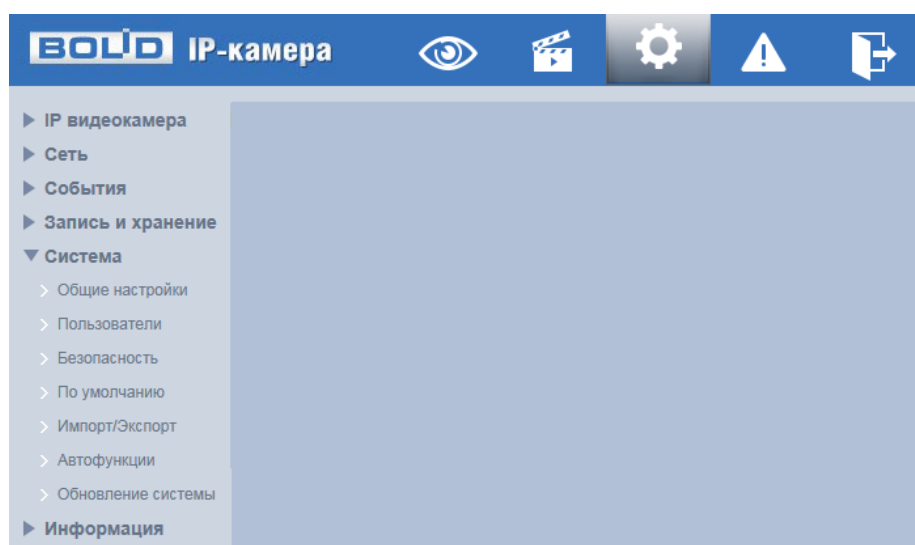 BOLID IP-камера
IP видеокамера
Сеть
События
Запись и хранение
Система
Общие настройки
Пользователи
Безопасность
По умолчанию
Импорт/Экспорт
Автофункции
Обновление системы
Информация